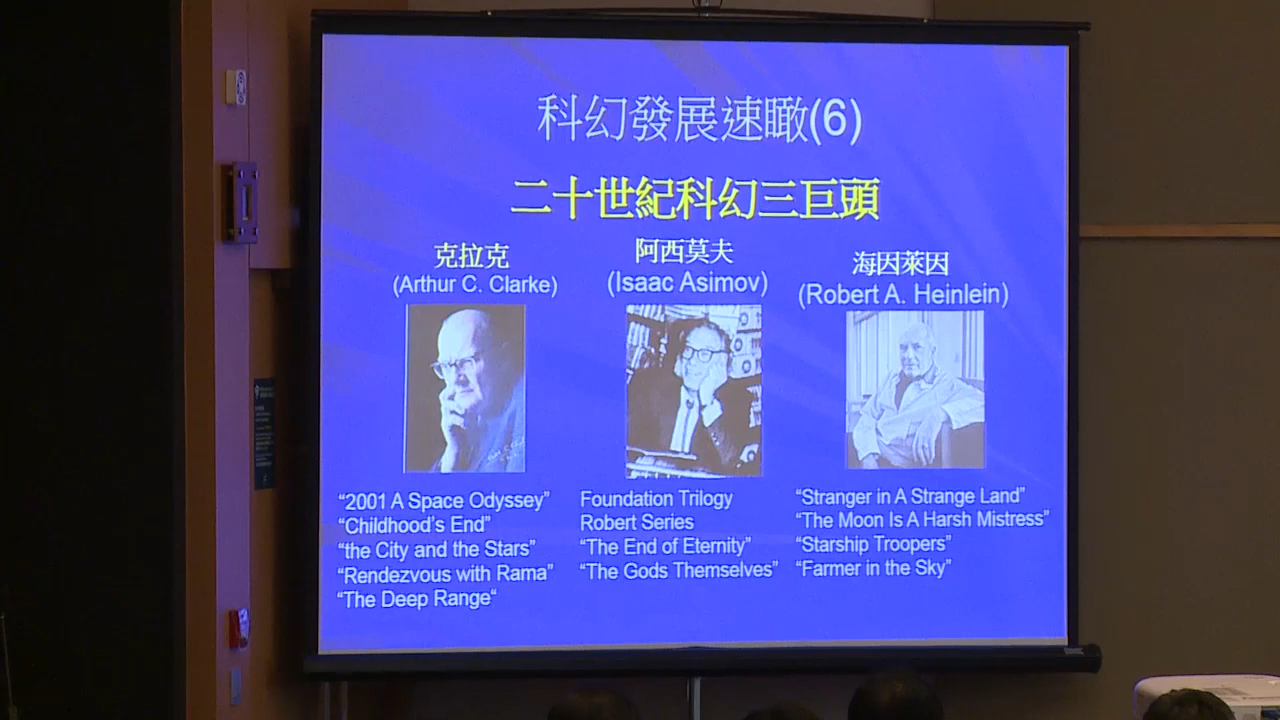 科幻發展速瞰(6)
二十世紀科幻三巨頭
克拉克
(Arthur C. Clarke)
“2001 A Space Odyssey”
“Childhood’s End”
“the City and the Stars”
“Rendezvous with Rama”
“The Deep Range“
阿西莫夫
(Isaac Asimov)
Foundation Trilogy
Robert Series
“The End of Eternity”
“The Gods Themselves”
海因萊因
(Robert A. Heinlein)
“Stranger in A Strange Land”
“The Moon Is A Harsh Mistress”
“Starship Troopers”
“Farmer in the Sky”